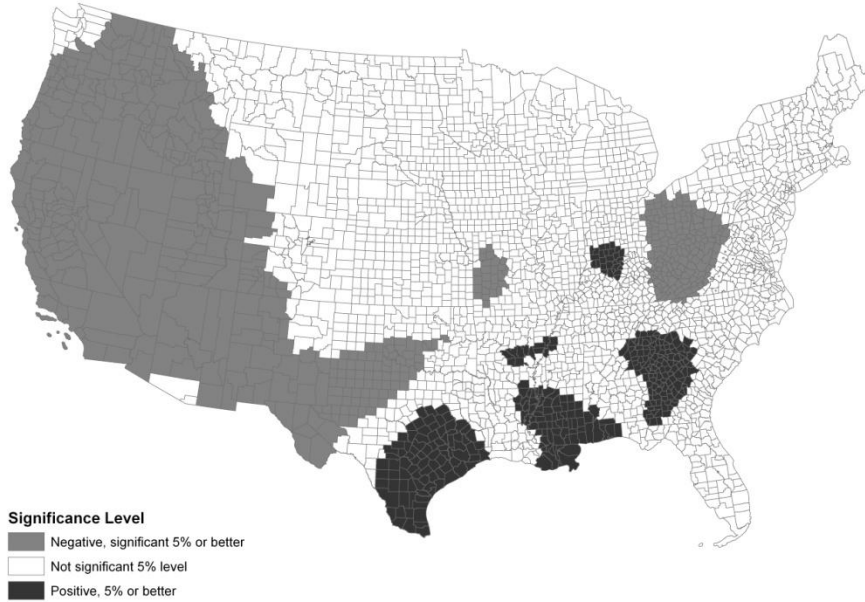 Significance Level
Negative, significant 5% or better
Not significant 5% level
Positive, 5% or better